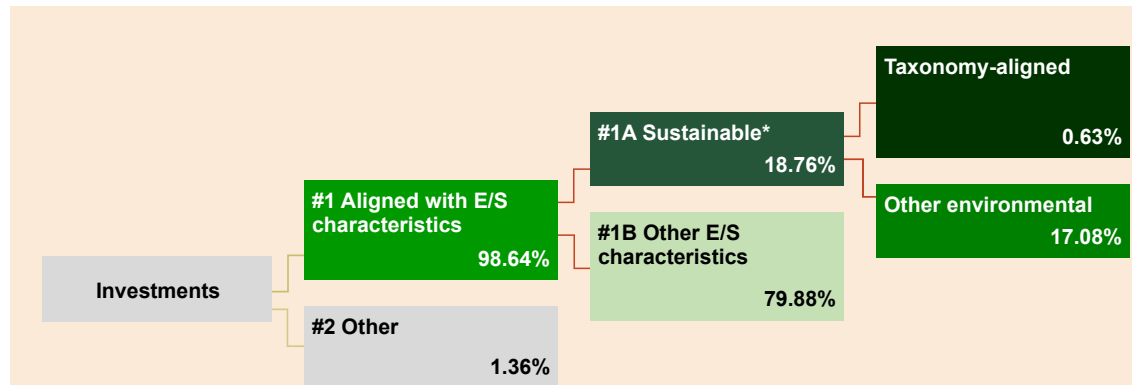 Investments
#1 Aligned with E/S
characteristics
98.64%
#2 Other
1.36%
#1A Sustainable*
18.76%
#1B Other E/S
characteristics
79.88%
Taxonomy-aligned
0.63%
Other environmental
17.08%